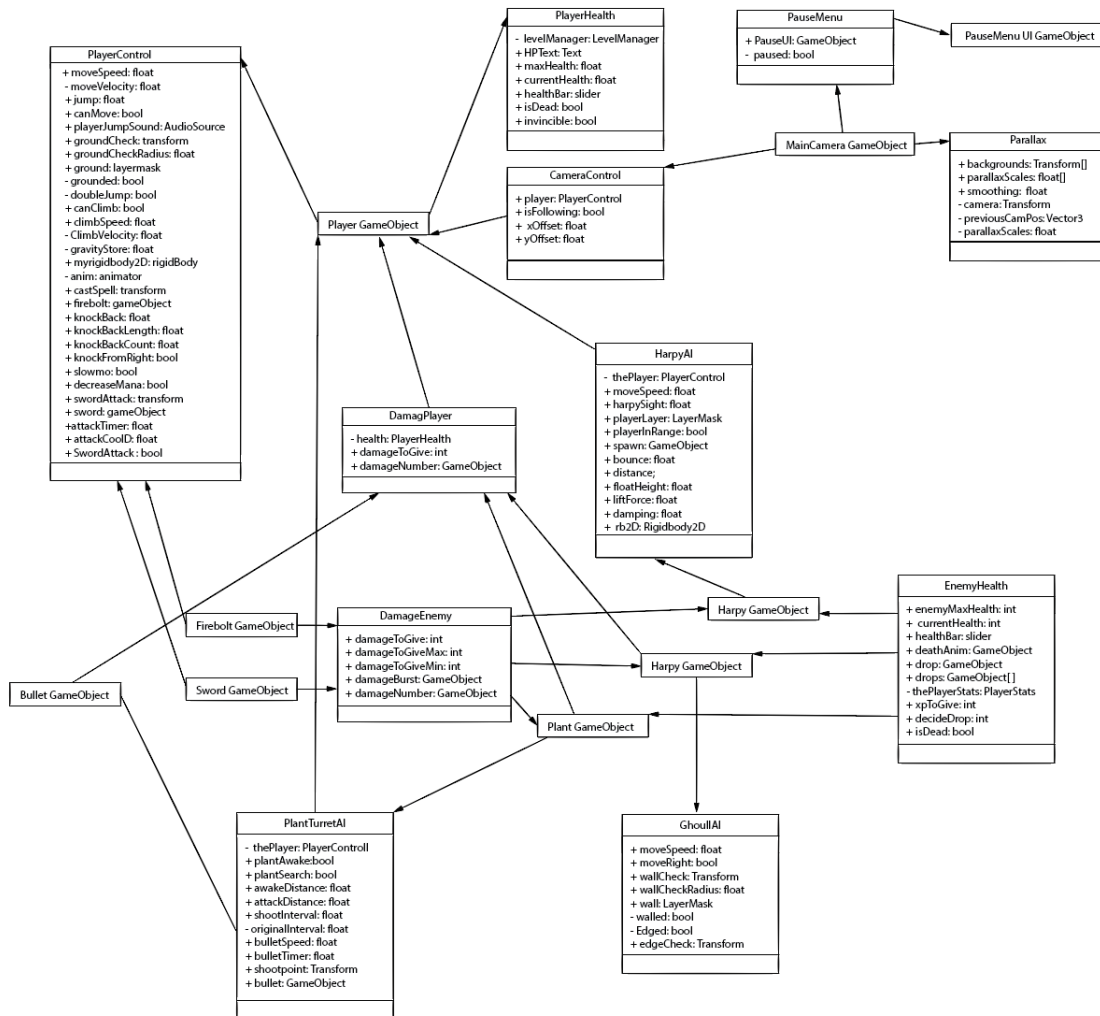 PlayerHealth
- levelManager: LevelManager
+ HPText: Text
+ maxHealth: float
+ currentHealth: float
+ healthBar: slider
+ isDead: bool
+ invincible: bool
PauseMenu
+ PauseUI: GameObject
- paused: bool
PauseMenu UI GameObject
PlayerControl
+ moveSpeed: float
- moveVelocity: float
+ jump: float
+ canMove: bool
+ playerJumpSound: AudioSource
+ groundCheck: transform
+ groundCheckRadius: float
+ ground: layermask
- grounded: bool
- doubleJump: bool
+ canClimb: bool
+ climbSpeed: float
- ClimbVelocity: float
- gravityStore: float
+ myrigidbody2D: rigidBody
- anim: animator
+ castSpell: transform
+ firebolt: gameObject
+ knockBack: float
+ knockBackLength: float
+ knockBackCount: float
+ knockFromRight: bool
+ slowmo: bool
+ decreaseMana: bool
+ swordAttack: transform
+ sword: gameObject
+attackTimer: float
+ attackCoolD: float
+ SwordAttack : bool
MainCamera GameObject
Parallax
+ backgrounds: Transform[]
+ parallaxScales: float[]
+ smoothing: float
- camera: Transform
- previousCamPos: Vector3
- parallaxScales: float
CameraControl
+ player: PlayerControl
+ isFollowing: bool
+ xOffset: float
+ yOffset: float
Player GameObject
HarpyAI
- thePlayer: PlayerControl
+ moveSpeed: float
+ harpySight: float
+ playerLayer: LayerMask
+ playerInRange: bool
+ spawn: GameObject
+ bounce: float
+ distance;
+ floatHeight: float
+ liftForce: float
+ damping: float
+ rb2D: Rigidbody2D
DamagPlayer
- health: PlayerHealth
+ damageToGive: int
+ damageNumber: GameObject
EnemyHealth
+ enemyMaxHealth: int
+ currentHealth: int
+ healthBar: slider
+ deathAnim: GameObject
+ drop: GameObject
+ drops: GameObject[ ]
- thePlayerStats: PlayerStats
+ xpToGive: int
+ decideDrop: int
+ isDead: bool
Harpy GameObject
Firebolt GameObject
DamageEnemy
+ damageToGive: int
+ damageToGiveMax: int
+ damageToGiveMin: int
+ damageBurst: GameObject
+ damageNumber: GameObject
Harpy GameObject
Bullet GameObject
Sword GameObject
Plant GameObject
PlantTurretAI
- thePlayer: PlayerControll
+ plantAwake:bool
+ plantSearch: bool
+ awakeDistance: float
+ attackDistance: float
+ shootInterval: float
- originalInterval: float
+ bulletSpeed: float
+ bulletTimer: float
+ shootpoint: Transform
+ bullet: GameObject
GhoulIAI
+ moveSpeed: float
+ moveRight: bool
+ wallCheck: Transform
+ wallCheckRadius: float
+ wall: LayerMask
- walled: bool
- Edged: bool
+ edgeCheck: Transform